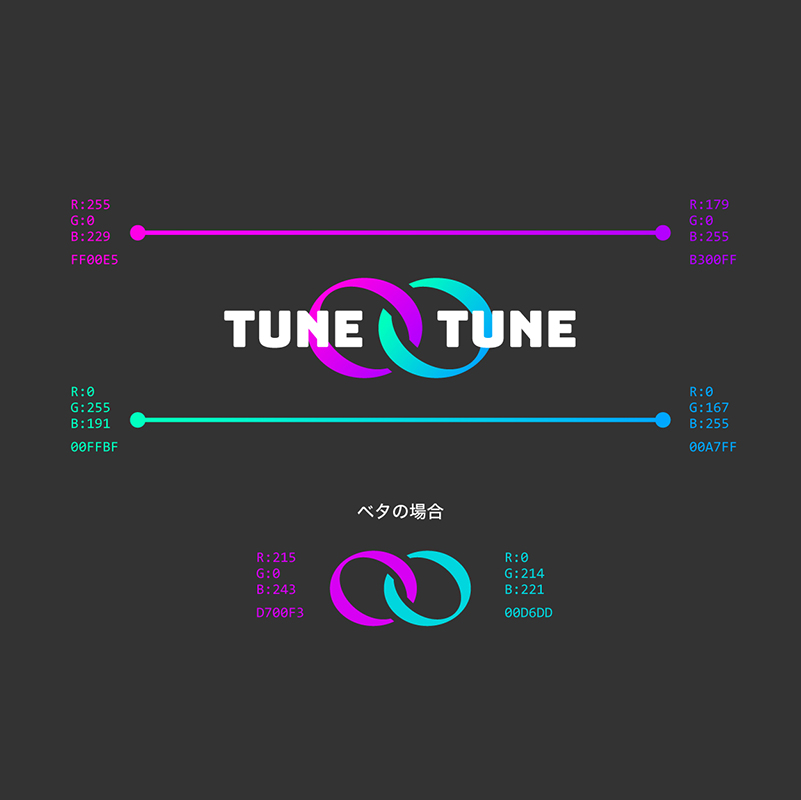 R:255
G:0
B:229
FF00E5
R:179
G:0
B:255
B300FF
TUNE TUNE
R:0
G:255
B:191
00FFBF
R:0
G:167
B:255
00A7FF
ベタの場合
R:215
G:0
B:243
D700F3
R:0
G:214
B:221
00D6DD